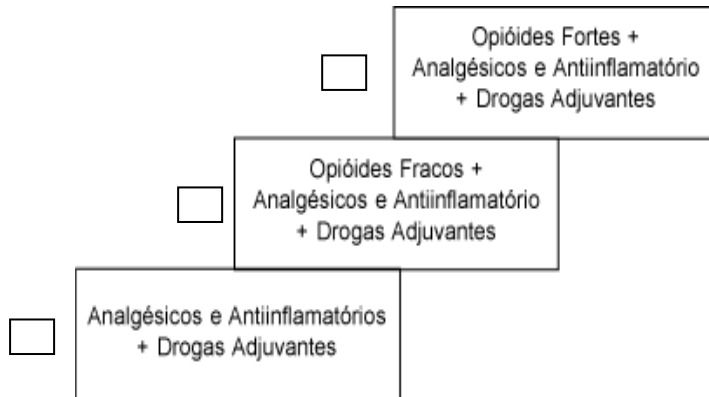 Opióides Fortes +
Analgésicos e Antiinflamatório
+ Drogas Adjuvantes
Opióides Fracos +
Analgésicos e Antiinflamatório
+ Drogas Adjuvantes
Analgésicos e Antiinflamatórios
+ Drogas Adjuvantes